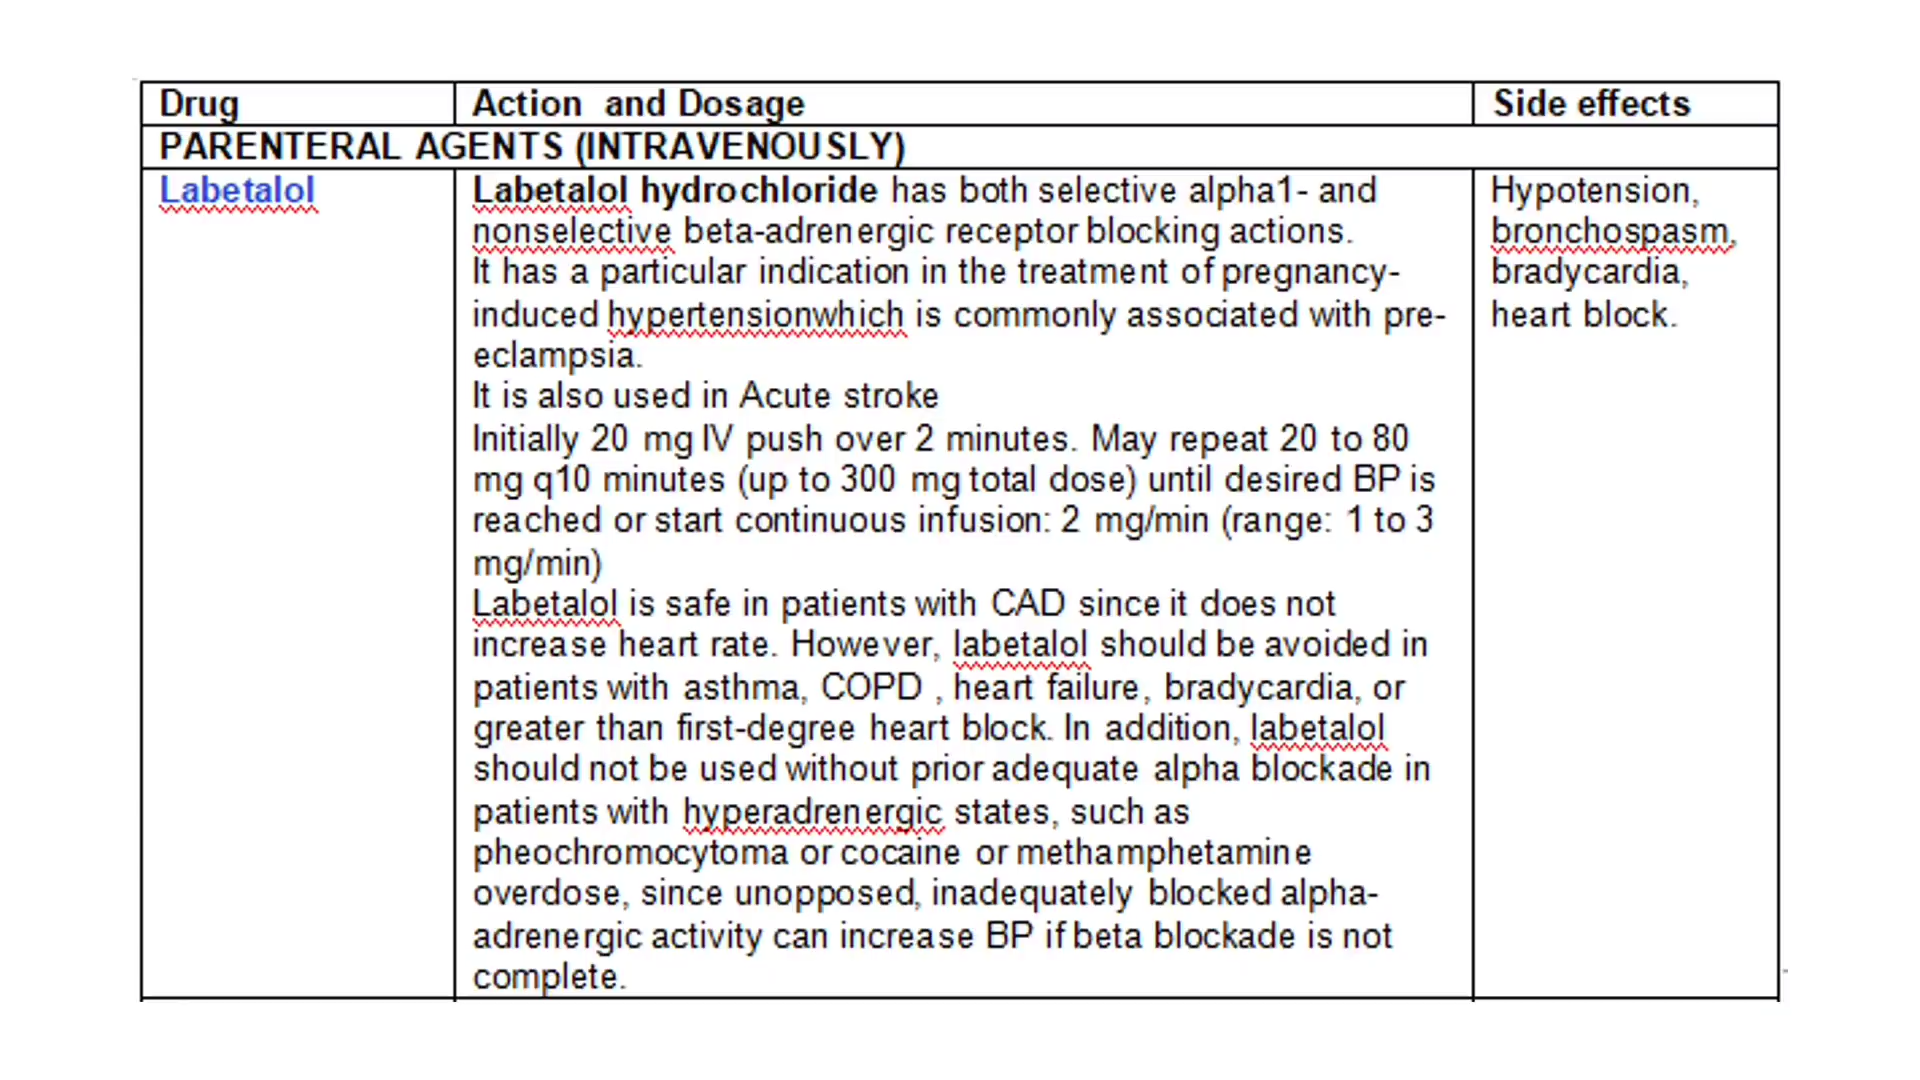 Drug Action and Dosage Side effects
PARENTERAL AGENTS (INTRAVENOUSLY)
Labetalol
Labetalol hydrochloride has both selective alpha1- and
nonselective beta-adrenergic receptor blocking actions.
It has a particular indication in the treatment of pregnancy-
induced hypertensionwhich is commonly associated with pre-
eclampsia.
It is also used in Acute stroke
Initially 20 mg IV push over 2 minutes. May repeat 20 to 80
mg q10 minutes (up to 300 mg total dose) until desired BP is
reached or start continuous infusion: 2 mg/min (range: 1 to 3
mg/min)
Labetalol is safe in patients with CAD since it does not
increase heart rate. However, labetalol should be avoided in
patients with asthma, COPD , heart failure, bradycardia, or
greater than first-degree heart block. In addition, labetalol
should not be used without prior adequate alpha blockade in
patients with hyperadrenergic states, such as
pheochromocytoma or cocaine or methamphetamine
overdose, since unopposed, inadequately blocked alpha-
adrenergic activity can increase BP if beta blockade is not
complete.
Hypotension,
bronchospasm,
bradycardia,
heart block.